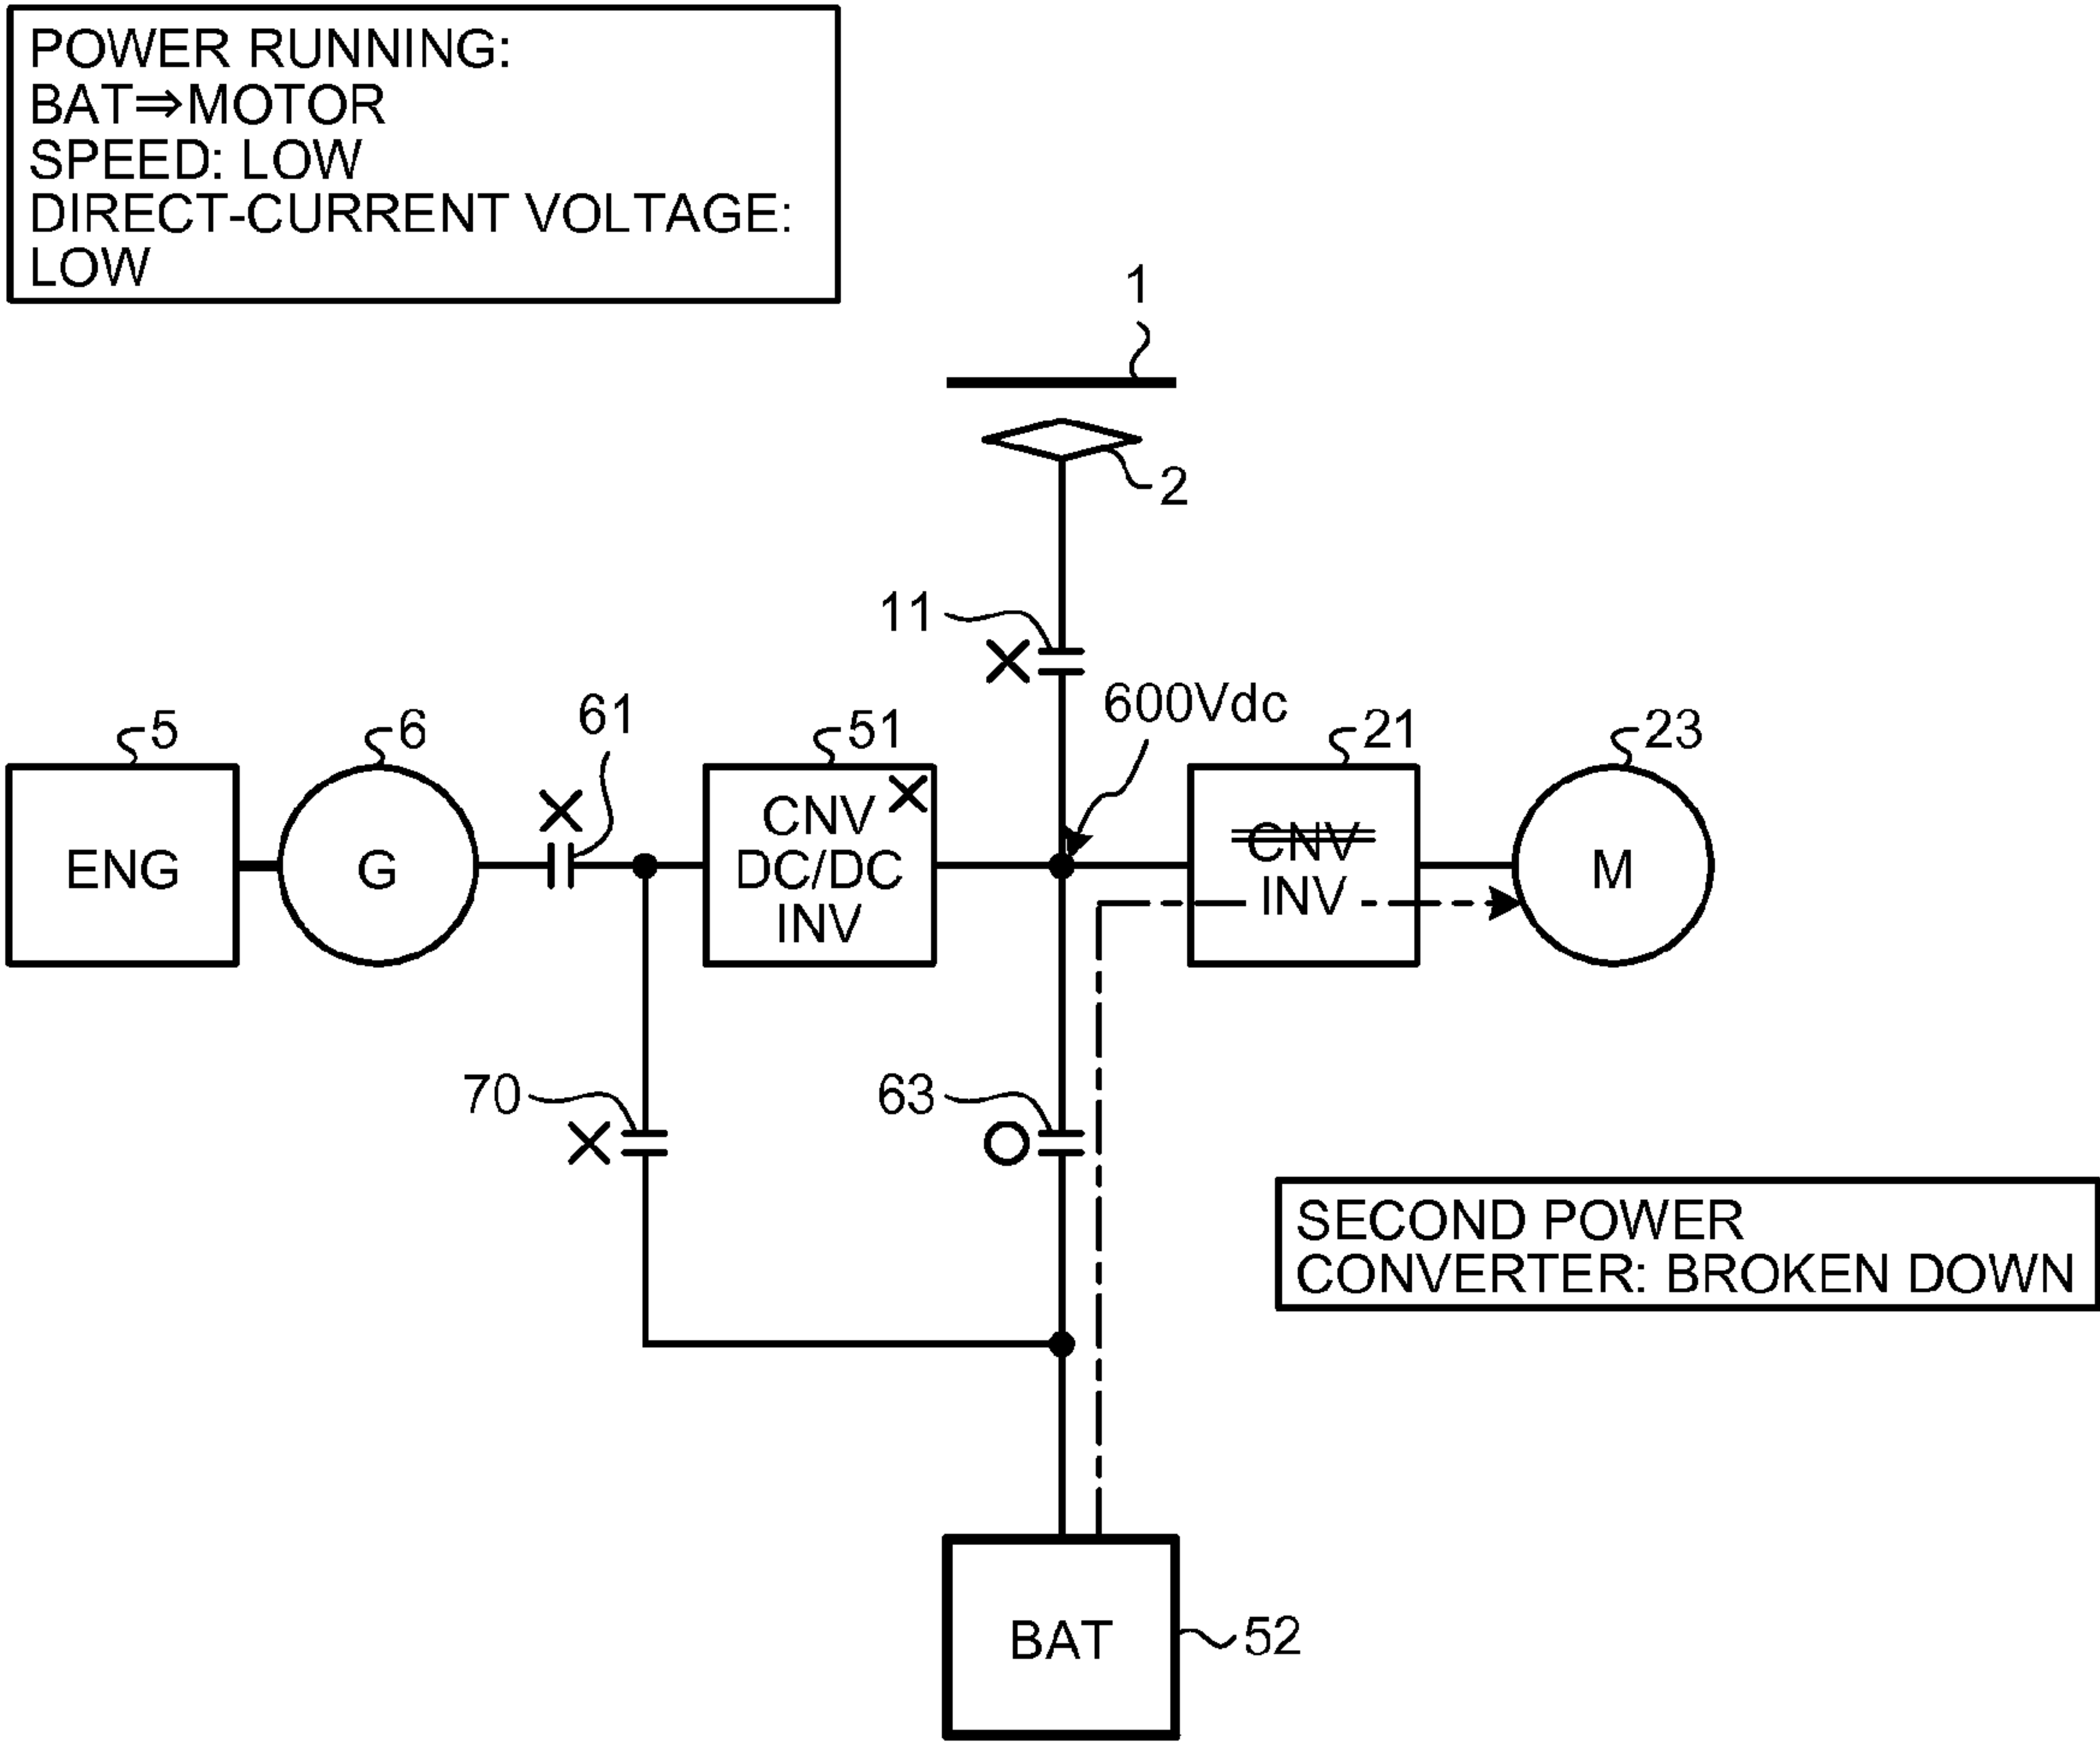 POWER RUNNING:
BAT⇒MOTOR
SPEED: LOW
DIRECT-CURRENT VOLTAGE:
LOW
1
2
11
600Vdc
5
6
61
51
21
23
ENG
G
CNV
DC/DC
INV
CNV
INV
M
70
63
SECOND POWER
CONVERTER: BROKEN DOWN
BAT
52